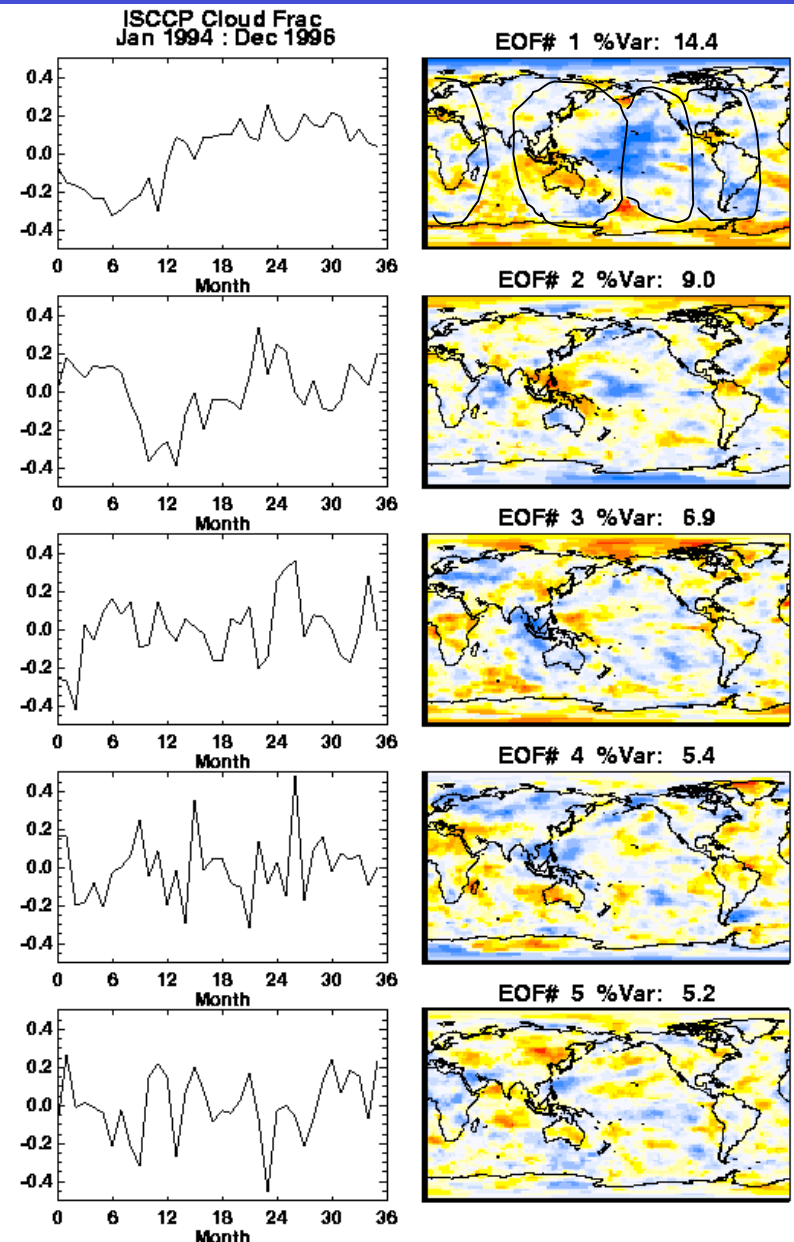 ISCCP Cloud Frac
Jan 1994 : Dec 1996
EOF# 1 %Var: 14.4
0.4
0.2
0.0
-0.2
-0.4
0 6 12 18 24 30 36
Month
EOF# 2 %Var: 9.0
0.4
0.2
0.0
-0.2
-0.4
0 6 12 18 24 30 36
Month
EOF# 3 %Var: 6.9
0.4
0.2
0.0
-0.2
-0.4
0 6 12 18 24 30 36
Month
EOF# 4 %Var: 5.4
0.4
0.2
0.0
-0.2
-0.4
0 6 12 18 24 30 36
Month
EOF# 5 %Var: 5.2
0.4
0.2
0.0
-0.2
-0.4
0 6 12 18 24 30 36
Month